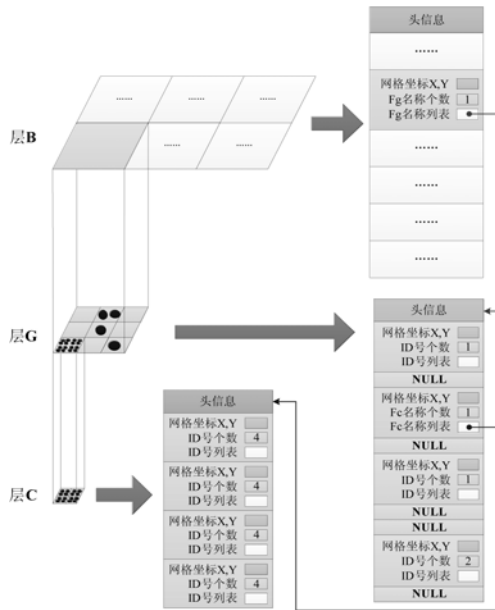 头信息
……
网格坐标X,Y
Fg名称个数 1
Fg名称列表
……
……
……
……
层B
…… …… ……
…… ……
层G
头信息
网格坐标X,Y
ID号个数 1
ID号列表
NULL
网格坐标X,Y
Fc名称个数 1
Fc名称列表
NULL
网格坐标X,Y
ID号个数 1
ID号列表
NULL
NULL
网格坐标X,Y
ID号个数 2
ID号列表
NULL
层C
头信息
网格坐标X,Y
ID号个数 4
ID号列表
网格坐标X,Y
ID号个数 4
ID号列表
网格坐标X,Y
ID号个数 4
ID号列表
网格坐标X,Y
ID号个数 4
ID号列表